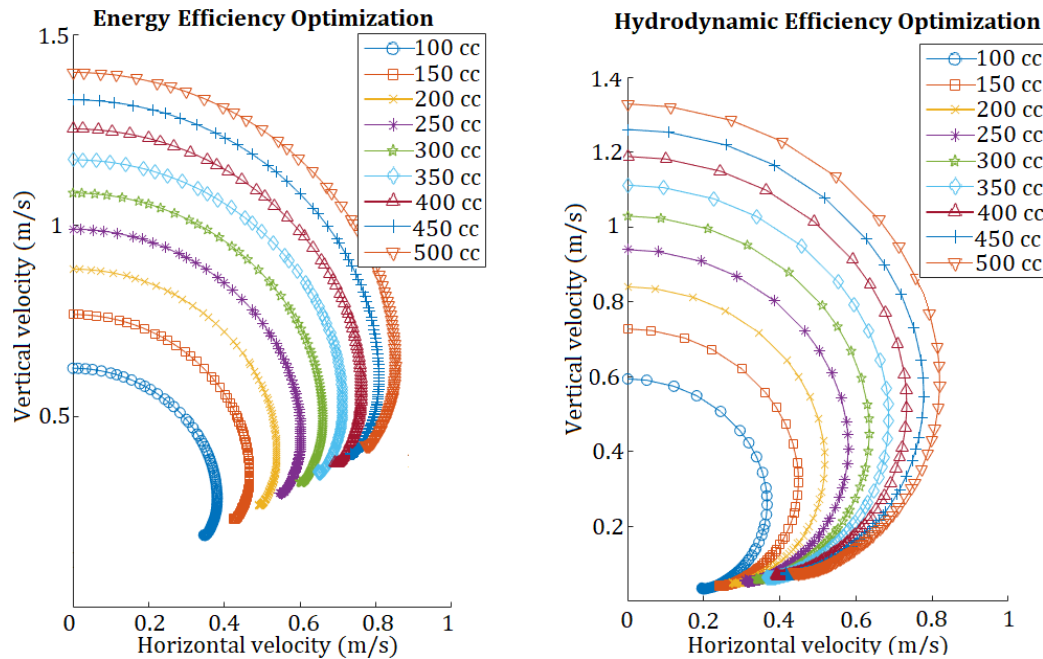 Energy Efficiency Optimization
1.5
1
0.5
Vertical velocity (m/s)
100 cc
150 cc
200 cc
250 cc
300 cc
350 cc
400 cc
450 cc
500 cc
0 0.2 0.4 0.6 0.8 1
Horizontal velocity (m/s)
Hydrodynamic Efficiency Optimization
1.4
1.2
1
0.8
0.6
0.4
0.2
Vertical velocity (m/s)
100 cc
150 cc
200 cc
250 cc
300 cc
350 cc
400 cc
450 cc
500 cc
0 0.2 0.4 0.6 0.8 1
Horizontal velocity (m/s)